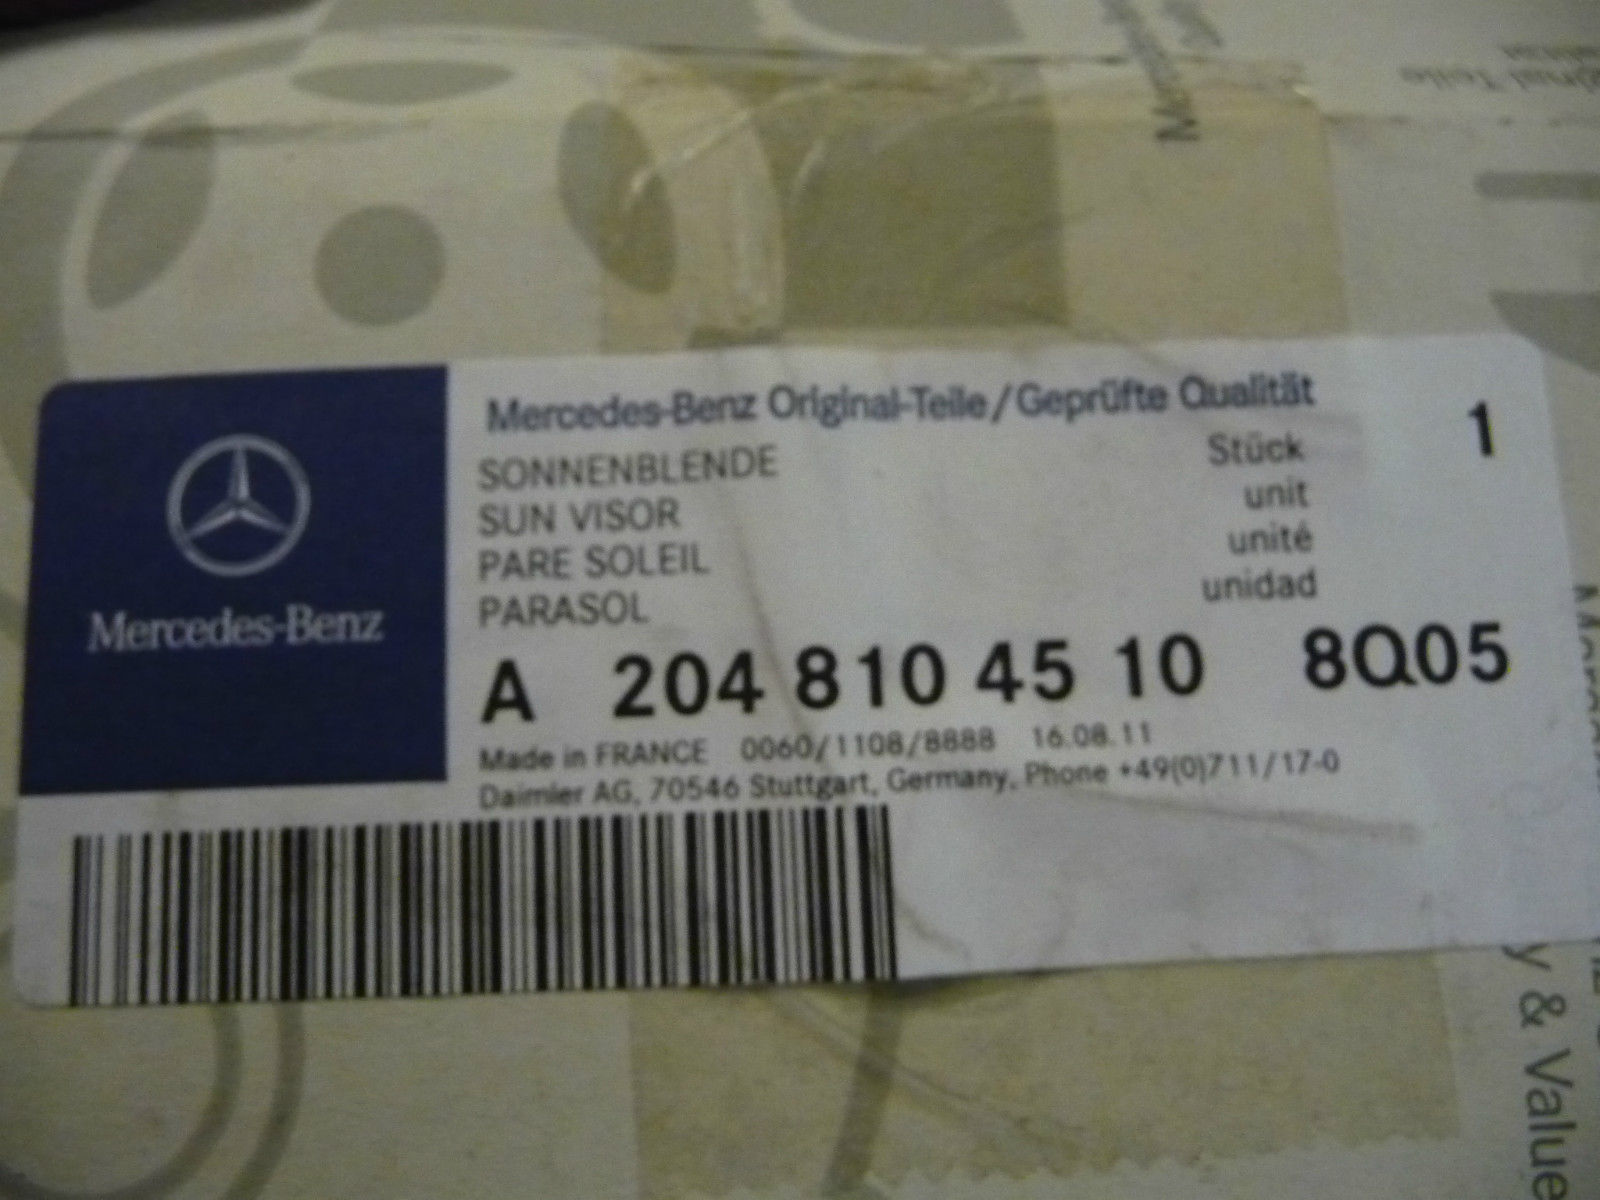 Mercedes-Benz
Mercedes-Benz Original-Teile/Geprüfte Qualität
SONNENBLENDE Stück 1
SUN VISOR unit
PARE SOLEIL unité
PARASOL unidad
A 204 810 45 10 8Q05
Made in FRANCE 0060/1108/8888 16.08.11
Daimler AG, 70546 Stuttgart, Germany, Phone +49(0)711/17-0
Teile
y & Value